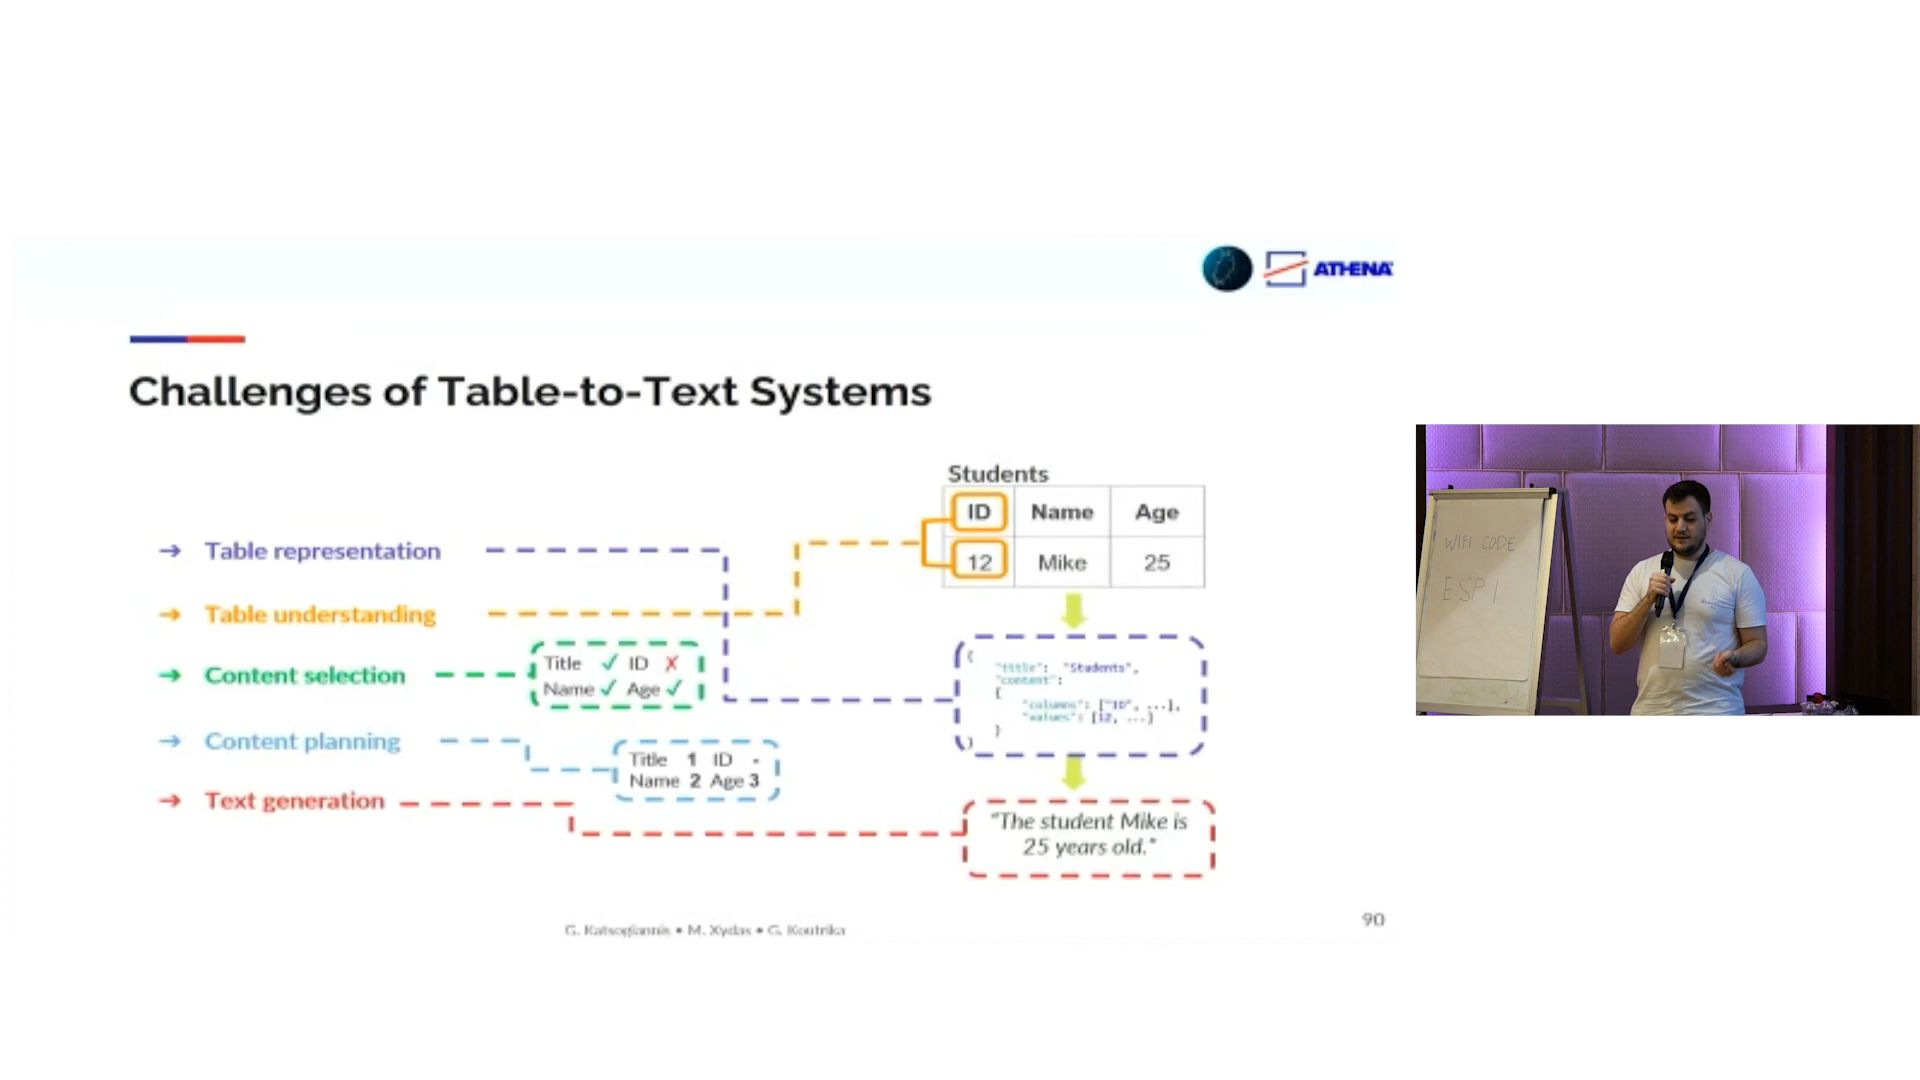 ATHENA
Challenges of Table-to-Text Systems
Students
ID Name Age
12 Mike 25
→ Table representation
→ Table understanding
→ Content selection
Title ✓ ID ✗
Name ✓ Age ✓
→ Content planning
Title 1 ID -
Name 2 Age 3
→ Text generation
{
"title": "Students",
"content":
{
"columns": ["ID", ...],
"values": [12, ...]
}
}
"The student Mike is
25 years old."
G. Katsogiannis • M. Xydas • G. Koutrika
90
WIFI CODE
ESP1